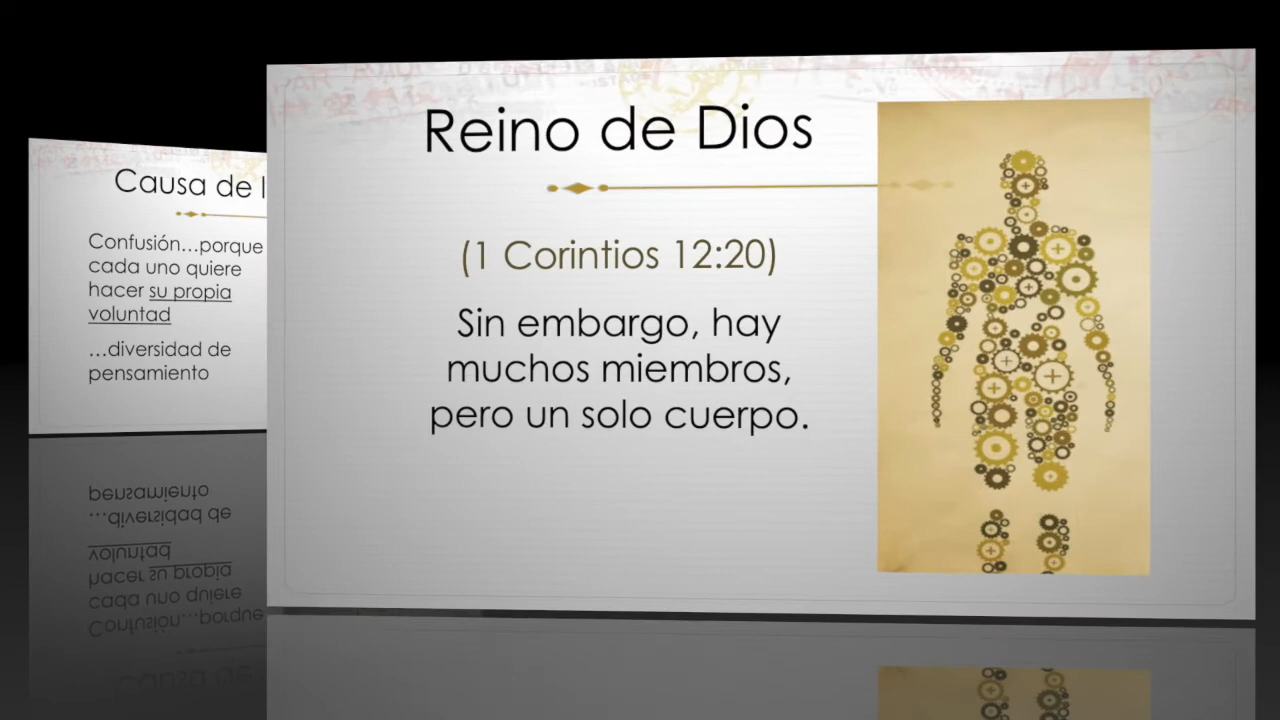 Reino de Dios
(1 Corintios 12:20)
Sin embargo, hay
muchos miembros,
pero un solo cuerpo.
Causa de
Confusión...porque
cada uno quiere
hacer su propia
voluntad
...diversidad de
pensamiento